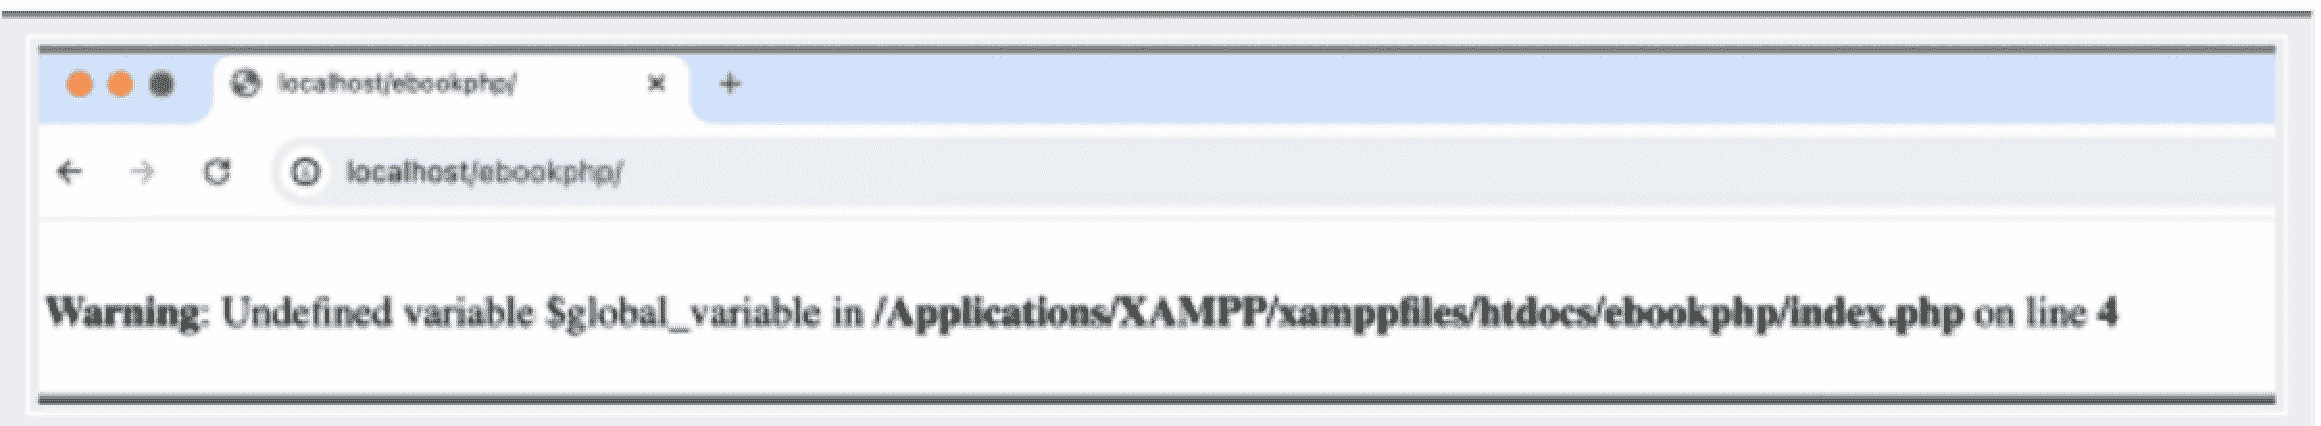 localhost/ebookphp/
localhost/ebookphp/
Warning: Undefined variable $global_variable in /Applications/XAMPP/xamppfiles/htdocs/ebookphp/index.php on line 4